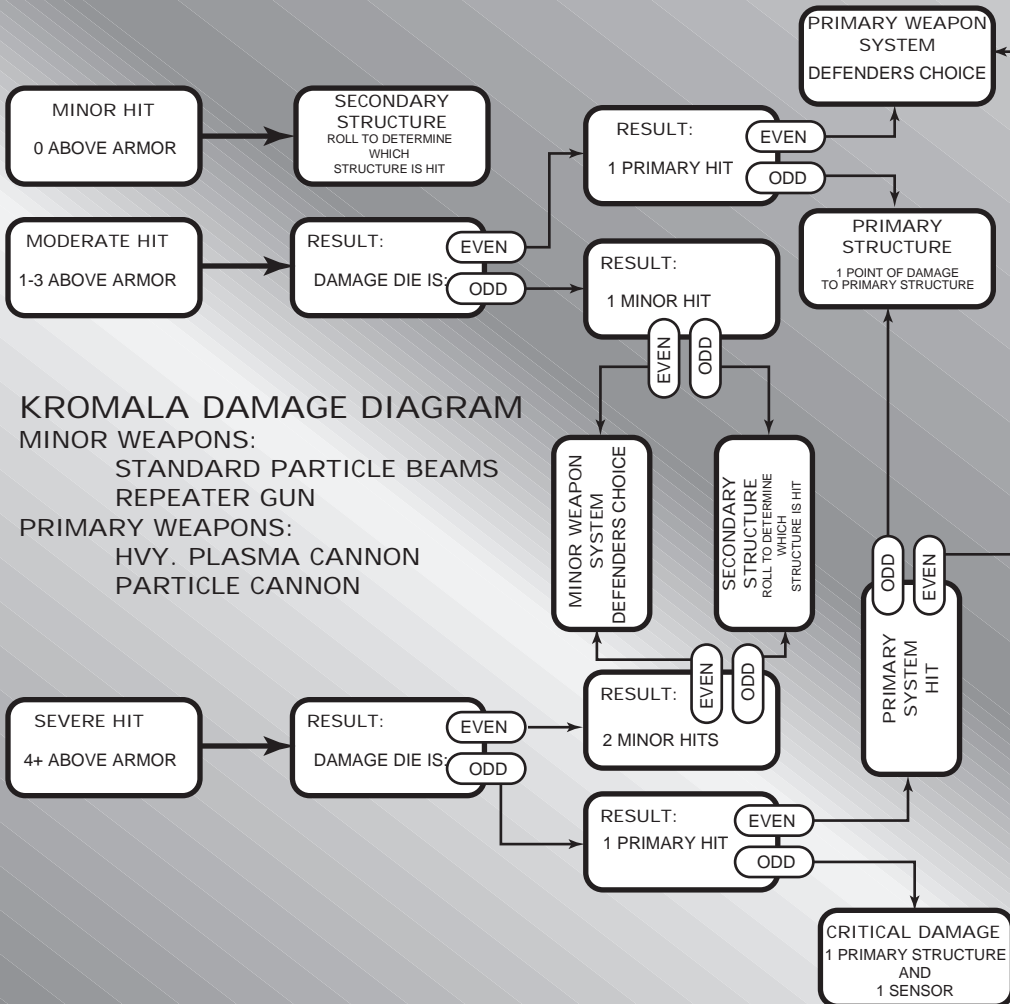 PRIMARY WEAPON
SYSTEM
DEFENDERS CHOICE
MINOR HIT
0 ABOVE ARMOR
SECONDARY
STRUCTURE
ROLL TO DETERMINE
WHICH
STRUCTURE IS HIT
RESULT:
1 PRIMARY HIT
EVEN
ODD
MODERATE HIT
1-3 ABOVE ARMOR
RESULT:
DAMAGE DIE IS:
EVEN
ODD
RESULT:
1 MINOR HIT
EVEN
ODD
PRIMARY
STRUCTURE
1 POINT OF DAMAGE
TO PRIMARY STRUCTURE
KROMALA DAMAGE DIAGRAM
MINOR WEAPONS:
STANDARD PARTICLE BEAMS
REPEATER GUN
PRIMARY WEAPONS:
HVY. PLASMA CANNON
PARTICLE CANNON
MINOR WEAPON
SYSTEM
DEFENDERS CHOICE
SECONDARY
STRUCTURE
ROLL TO DETERMINE
WHICH
STRUCTURE IS HIT
ODD
EVEN
PRIMARY
SYSTEM
HIT
SEVERE HIT
4+ ABOVE ARMOR
RESULT:
DAMAGE DIE IS:
EVEN
ODD
RESULT:
2 MINOR HITS
EVEN
ODD
RESULT:
1 PRIMARY HIT
EVEN
ODD
CRITICAL DAMAGE
1 PRIMARY STRUCTURE
AND
1 SENSOR